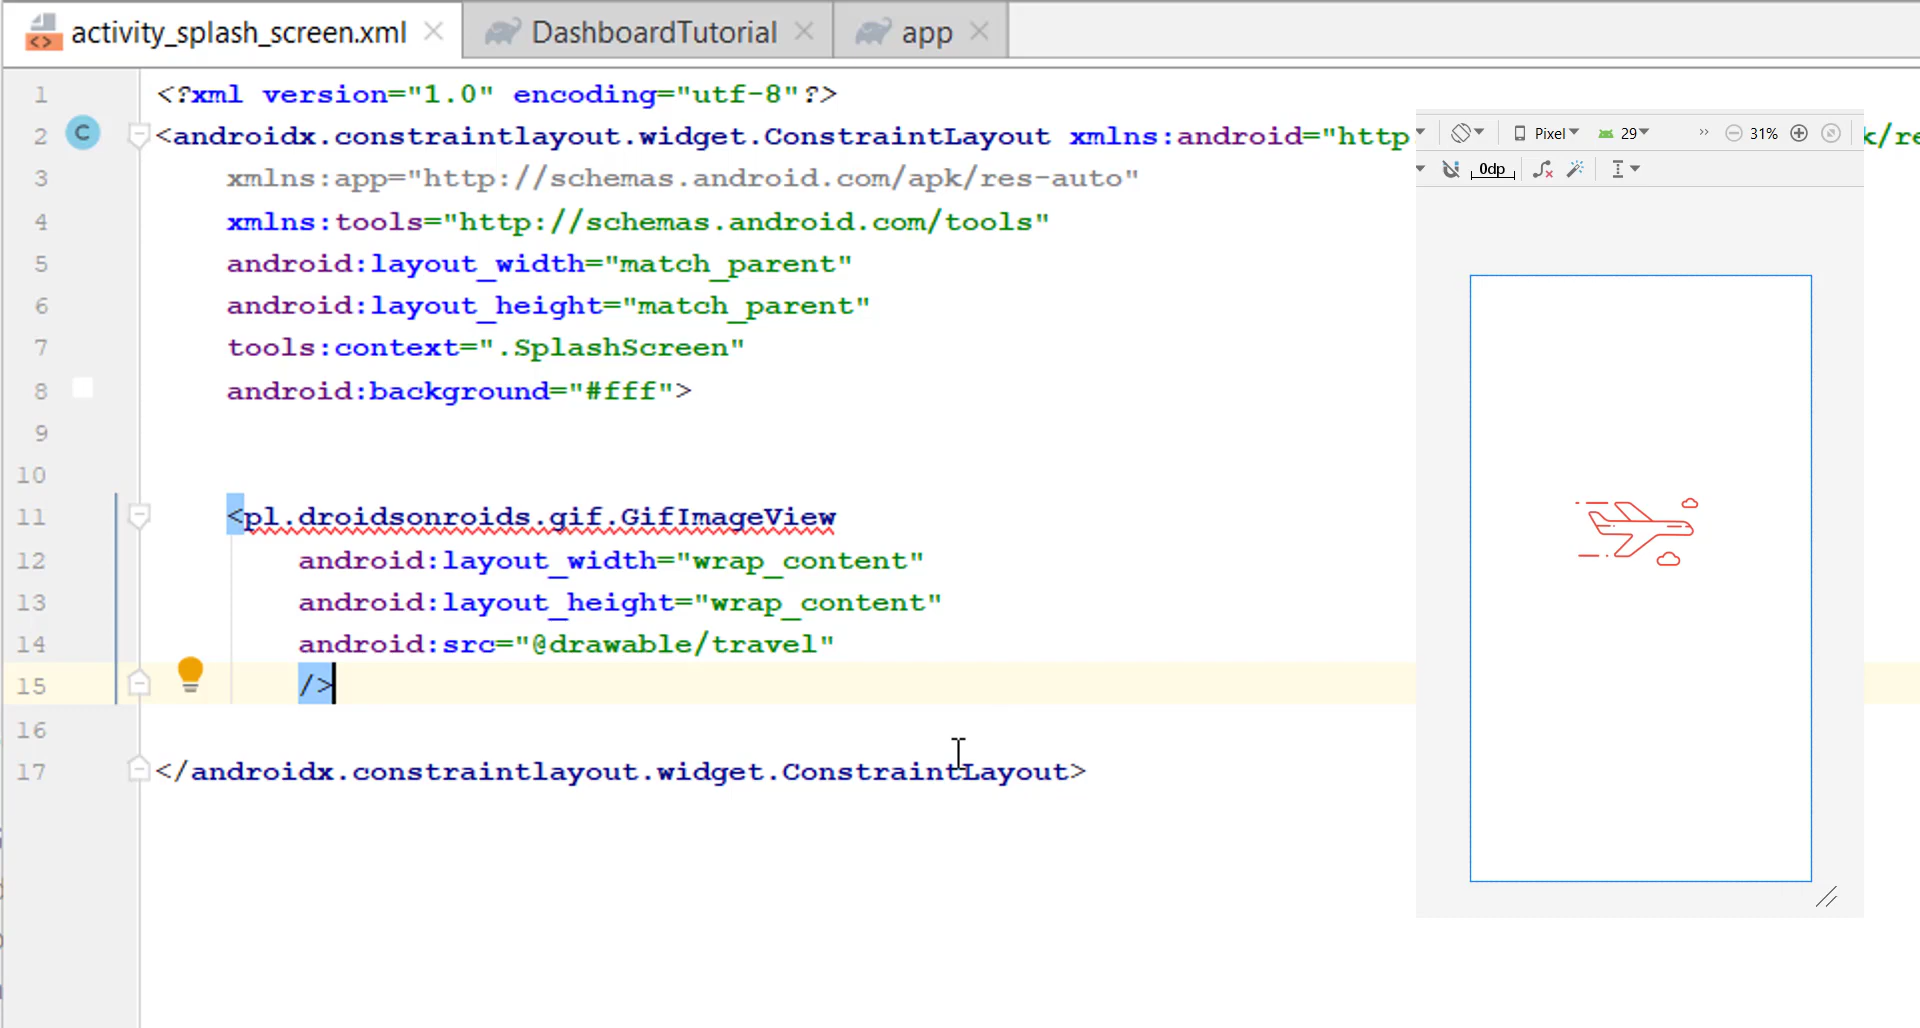 activity_splash_screen.xml DashboardTutorial app
1 <?xml version="1.0" encoding="utf-8"?>
2 <androidx.constraintlayout.widget.ConstraintLayout xmlns:android="http k/re
3 xmlns:app="http://schemas.android.com/apk/res-auto"
4 xmlns:tools="http://schemas.android.com/tools"
5 android:layout_width="match_parent"
6 android:layout_height="match_parent"
7 tools:context=".SplashScreen"
8 android:background="#fff">
9
10
11 <pl.droidsonroids.gif.GifImageView
12 android:layout_width="wrap_content"
13 android:layout_height="wrap_content"
14 android:src="@drawable/travel"
15 />
16
17 </androidx.constraintlayout.widget.ConstraintLayout>
C
Pixel 29 31%
0dp